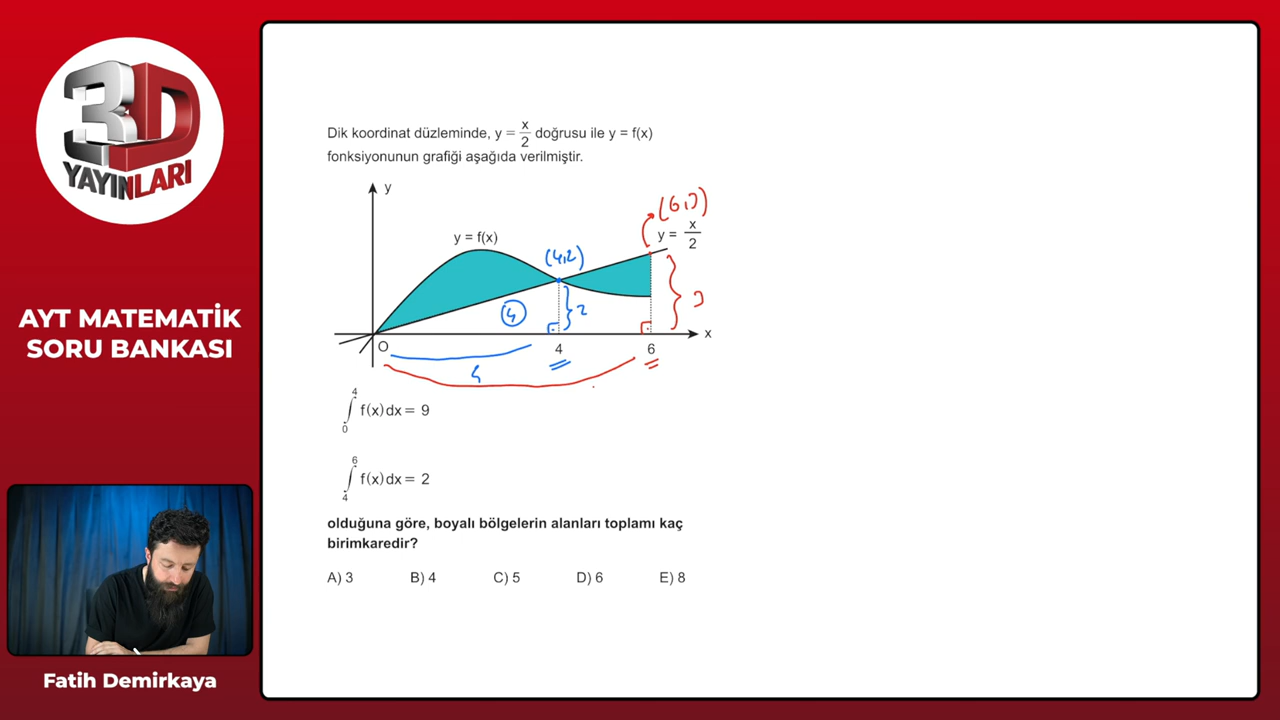 3D
YAYINLARI
AYT MATEMATİK
SORU BANKASI
Fatih Demirkaya
Dik koordinat düzleminde, y = x/2 doğrusu ile y = f(x)
fonksiyonunun grafiği aşağıda verilmiştir.
y
(6,3)
y = x/2
y = f(x)
(4,2)
4
2
3
O
4
6
x
4
∫₀⁴ f(x) dx = 9
∫₄⁶ f(x) dx = 2
olduğuna göre, boyalı bölgelerin alanları toplamı kaç
birimkaredir?
A) 3 B) 4 C) 5 D) 6 E) 8